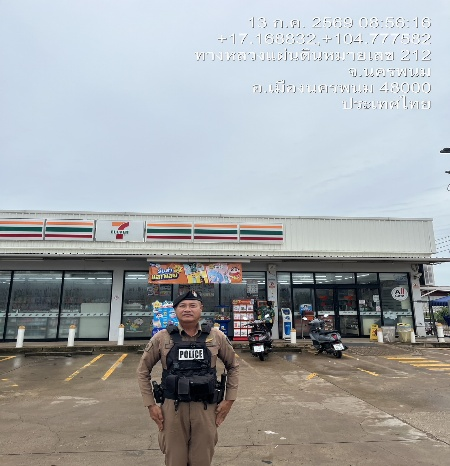 13 ก.ค. 2569 08:56:16
+17.168832,+104.777982
ทางหลวงแผ่นดินหมายเลข 212
จ.นครพนม
อ.เมืองนครพนม 48000
ประเทศไทย
7
ELEVEN
All
POLICE